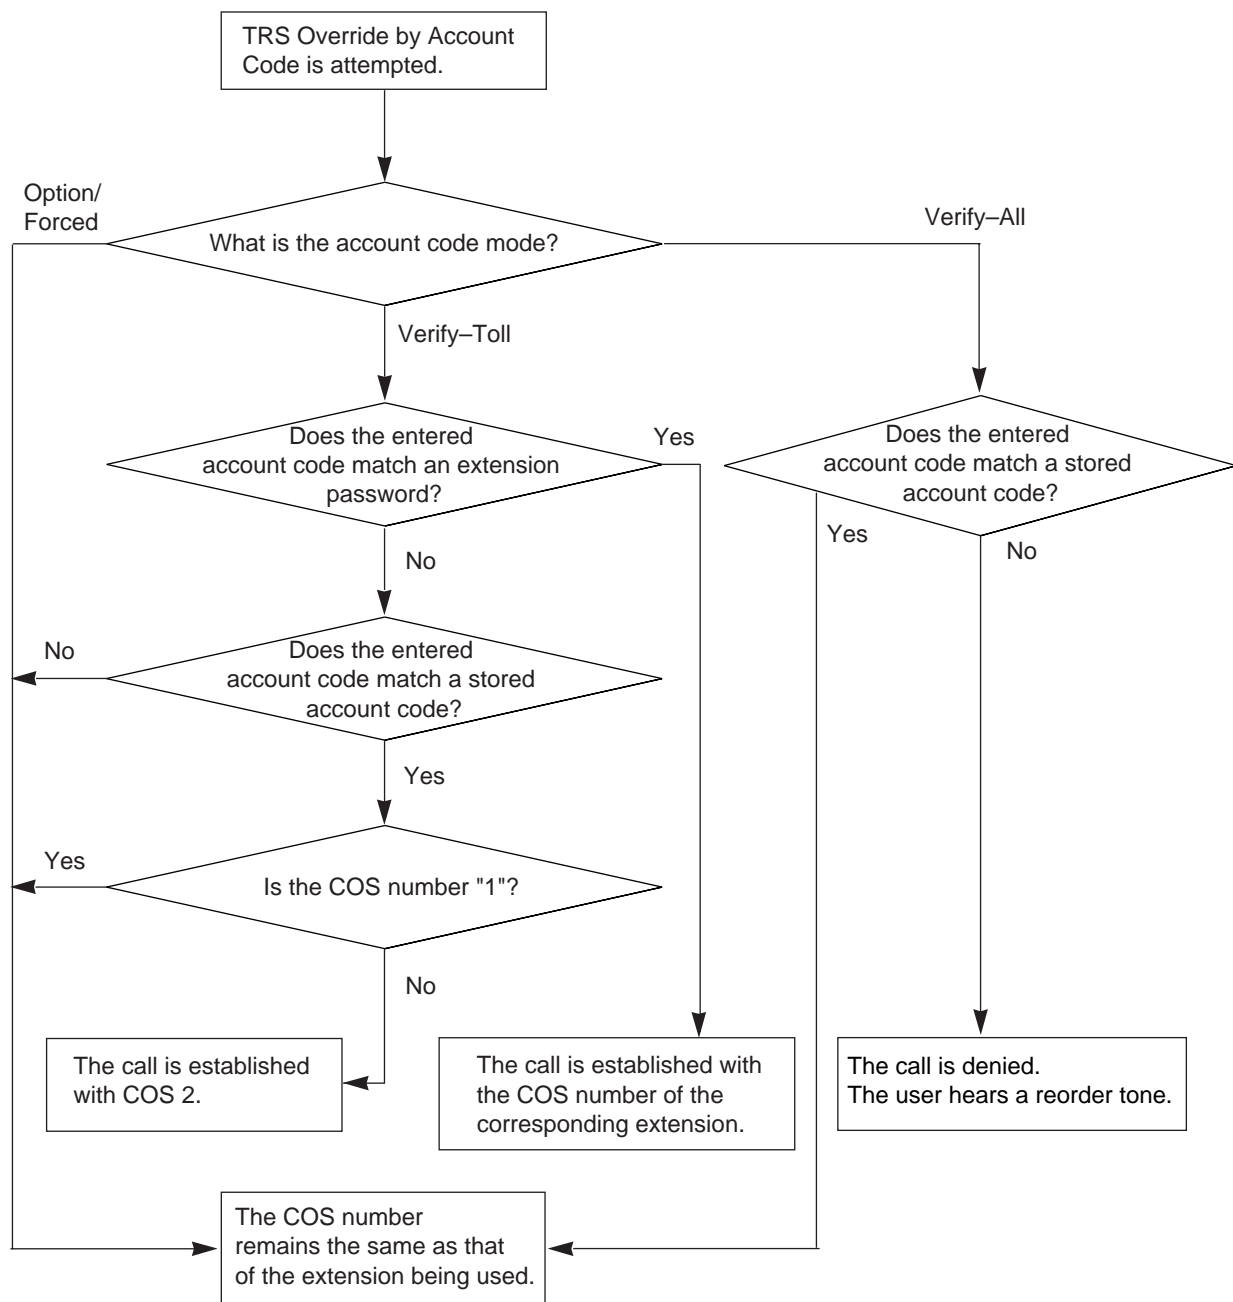 TRS Override by Account
Code is attempted.
Option/
Forced
What is the account code mode?
Verify–All
Verify–Toll
Does the entered
account code match an extension
password?
Yes
Does the entered
account code match a stored
account code?
Yes
No
No
No
Does the entered
account code match a stored
account code?
Yes
Yes
Is the COS number "1"?
No
The call is established
with COS 2.
The call is established with
the COS number of the
corresponding extension.
The call is denied.
The user hears a reorder tone.
The COS number
remains the same as that
of the extension being used.